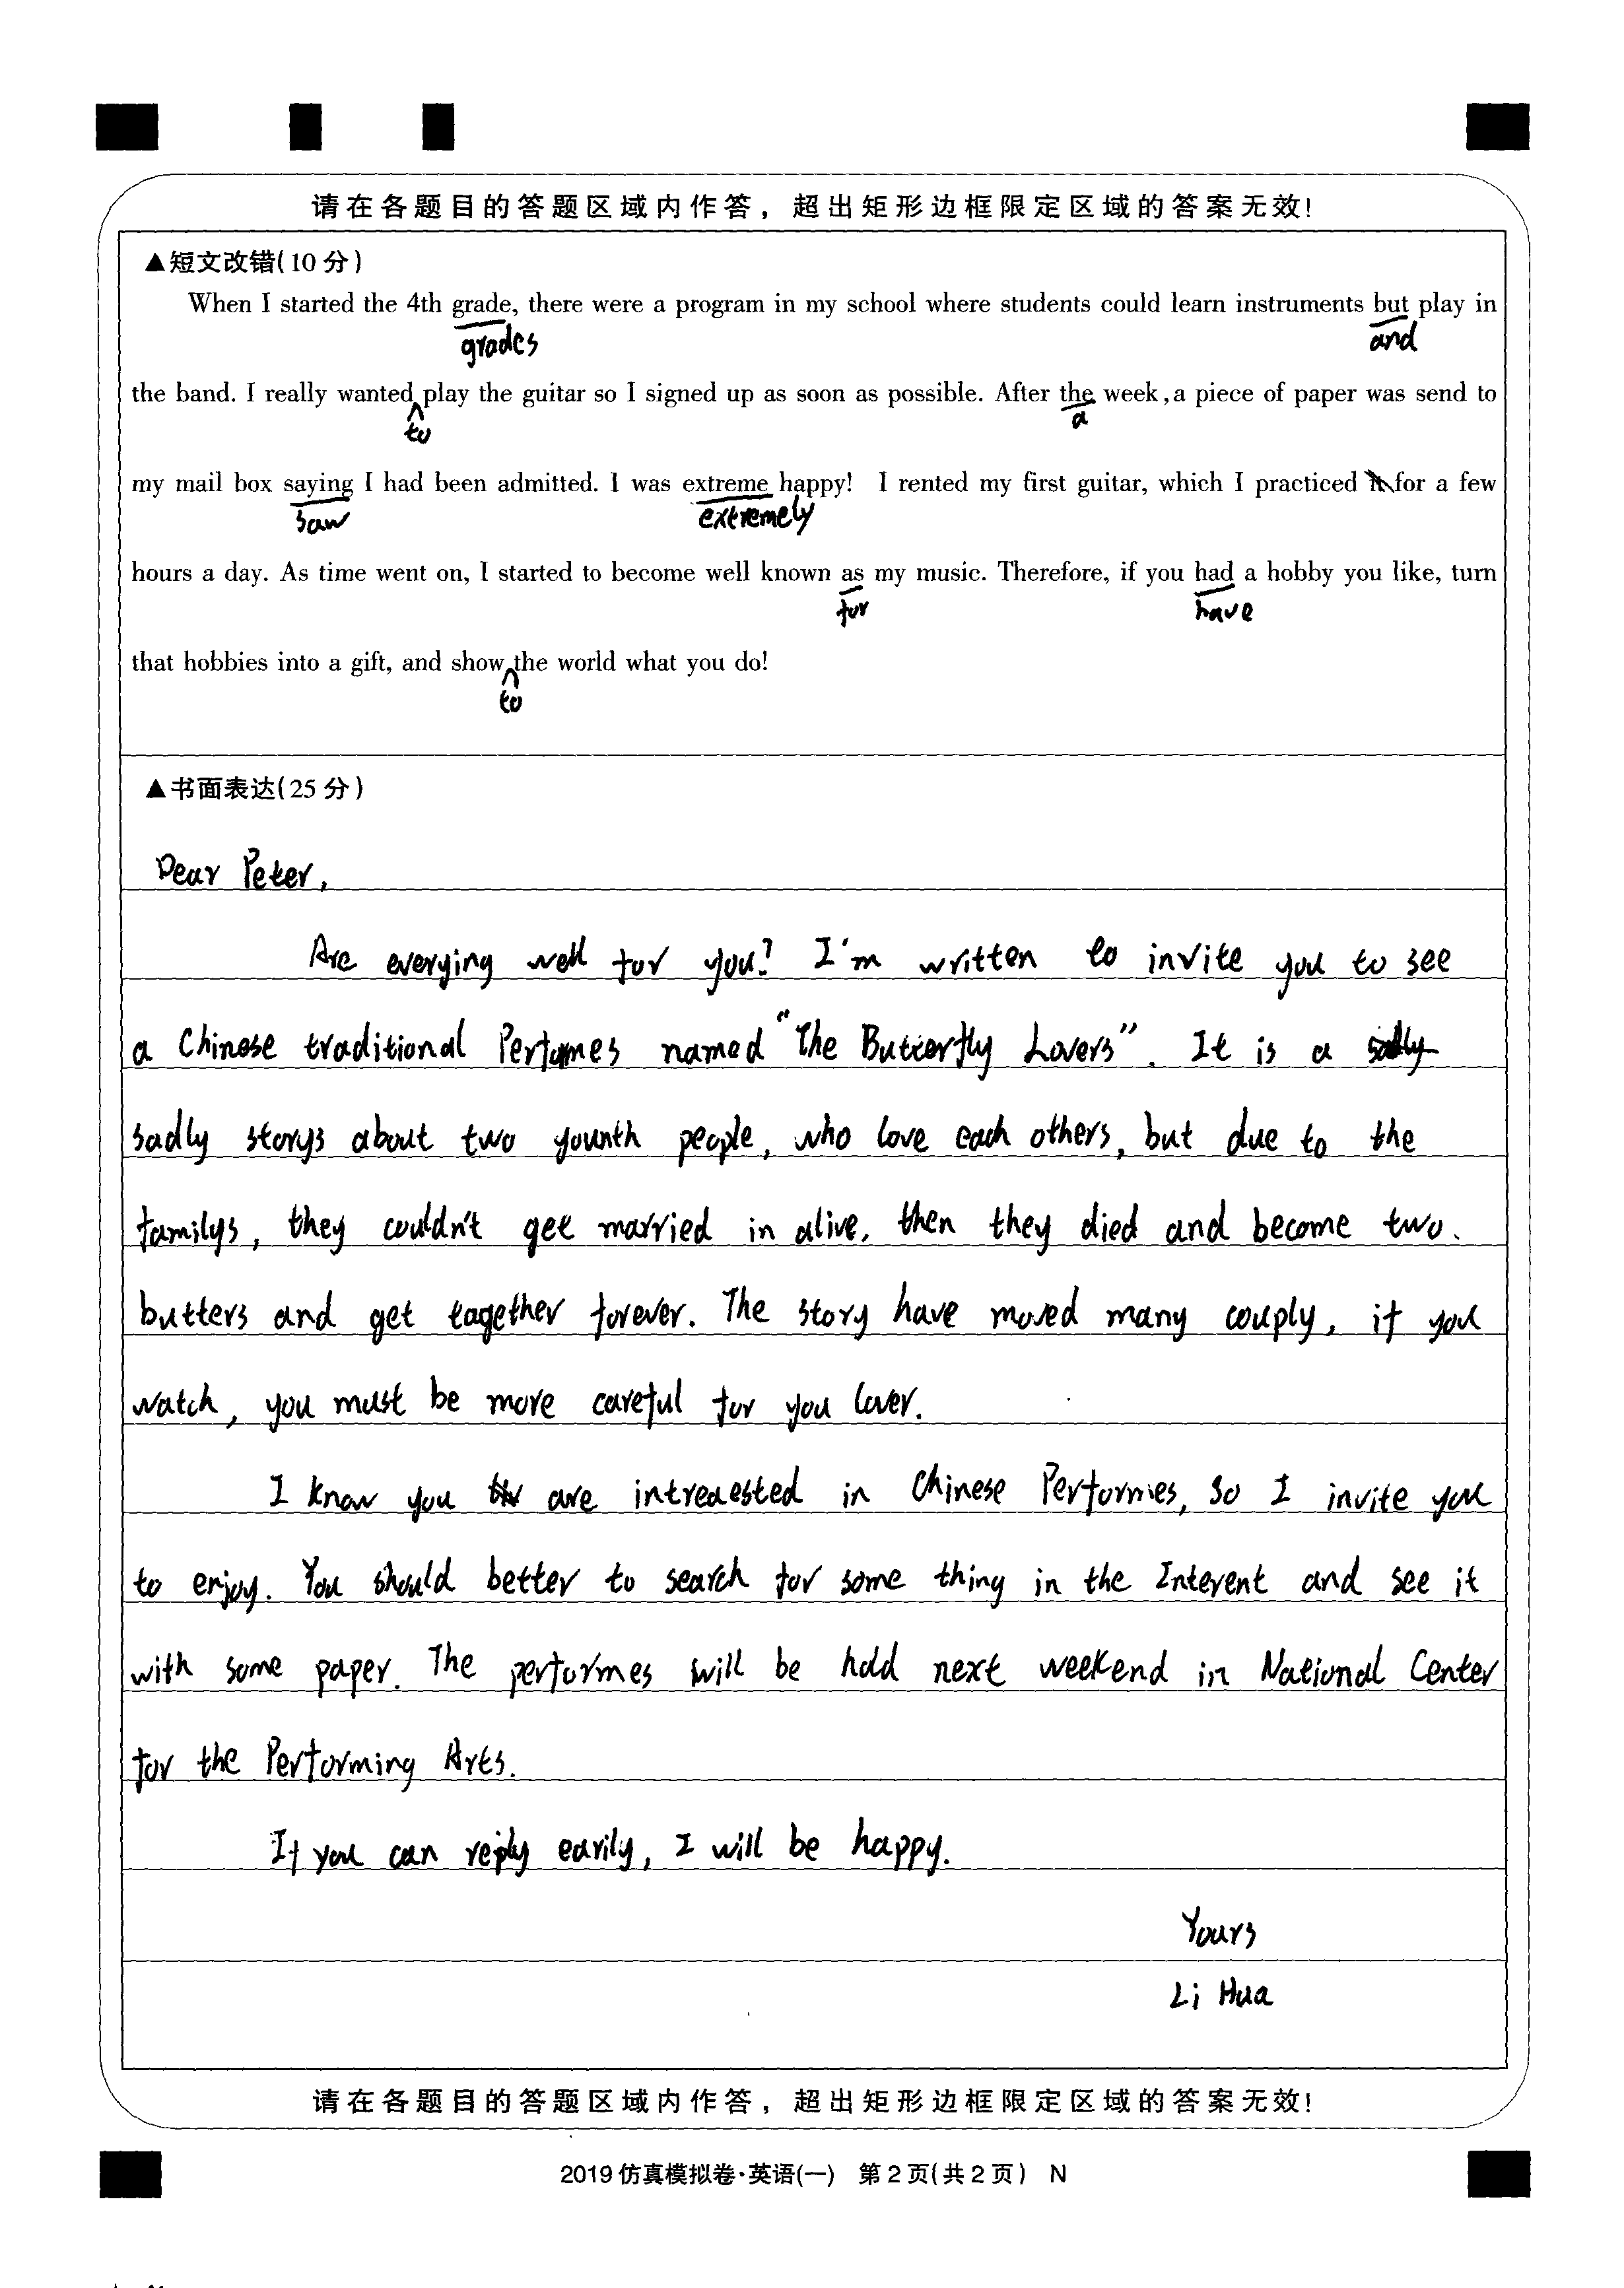 请在各题目的答题区域内作答，超出矩形边框限定区域的答案无效！
▲短文改错(10分)
When I started the 4th grade, there were a program in my school where students could learn instruments but play in
grades and
the band. I really wanted play the guitar so I signed up as soon as possible. After the week, a piece of paper was send to
to a
my mail box saying I had been admitted. I was extreme happy! I rented my first guitar, which I practiced it for a few
saw extremely
hours a day. As time went on, I started to become well known as my music. Therefore, if you had a hobby you like, turn
for have
that hobbies into a gift, and show the world what you do!
to
▲书面表达(25分)
Dear Peter,
Are everying well for you? I'm written to invite you to see
a Chinese traditional Perfumes named "The Butterfly Lovers". It is a sadly
sadly storys about two younth people, who love each others, but due to the
familys, they couldn't get married in alive, then they died and become two.
butters and get tagether forever. The story have moved many couply, if you
watch, you must be more careful for you lover.
I know you are intreaested in Chinese Performes, so I invite you
to enjoy. You should better to search for some thing in the Interent and see it
with some paper. The performes will be hold next weekend in National Center
for the Performing Arts.
If you can reply earily, I will be happy.
Yours
Li Hua
请在各题目的答题区域内作答，超出矩形边框限定区域的答案无效！
2019仿真模拟卷·英语(一) 第2页(共2页) N